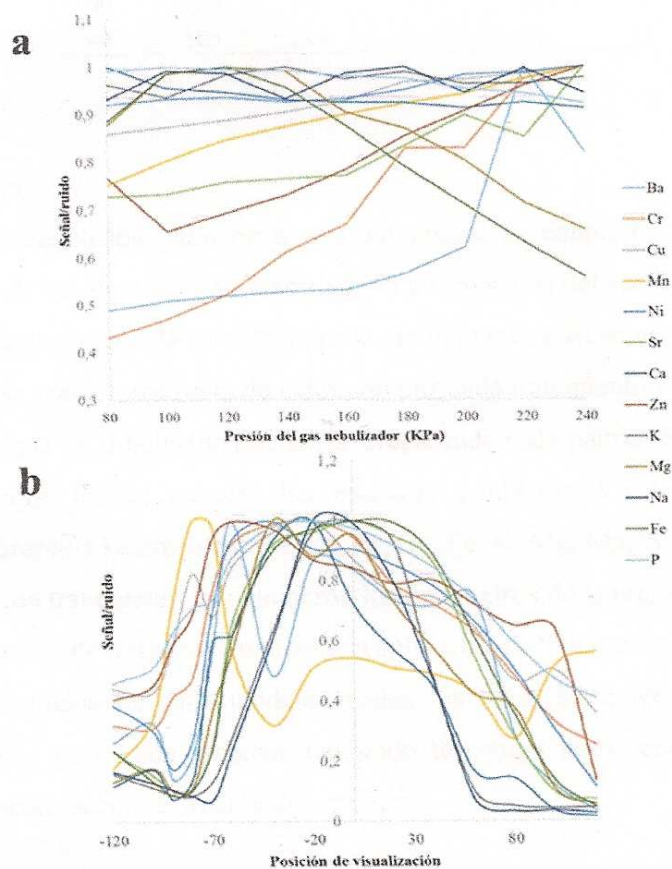 a
1,1
1
0,9
0,8
0,7
0,6
0,5
0,4
0,3
Señal/ruido
80 100 120 140 160 180 200 220 240
Presión del gas nebulizador (KPa)
Ba
Cr
Cu
Mn
Ni
Sr
Ca
Zn
K
Mg
Na
Fe
P
b
1,2
0,8
0,6
0,4
0,2
0
Señal/ruido
-120 -70 -20 30 80
Posición de visualización